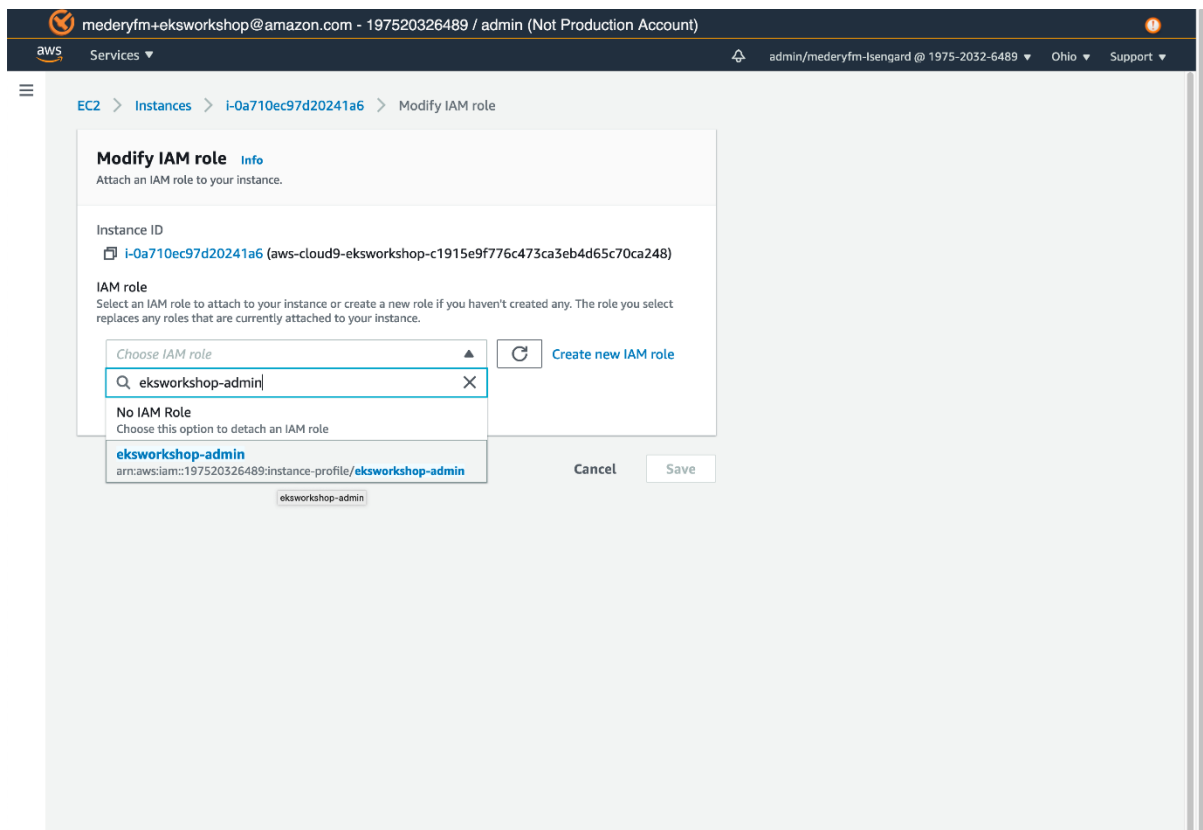 mederyfm+eksworkshop@amazon.com - 197520326489 / admin (Not Production Account)
aws
Services
admin/mederyfm-Isengard @ 1975-2032-6489
Ohio
Support
EC2 > Instances > i-0a710ec97d20241a6 > Modify IAM role
Modify IAM role Info
Attach an IAM role to your instance.
Instance ID
i-0a710ec97d20241a6 (aws-cloud9-eksworkshop-c1915e9f776c473ca3eb4d65c70ca248)
IAM role
Select an IAM role to attach to your instance or create a new role if you haven't created any. The role you select
replaces any roles that are currently attached to your instance.
Choose IAM role
Create new IAM role
eksworkshop-admin
No IAM Role
Choose this option to detach an IAM role
eksworkshop-admin
arn:aws:iam::197520326489:instance-profile/eksworkshop-admin
Cancel
Save
eksworkshop-admin